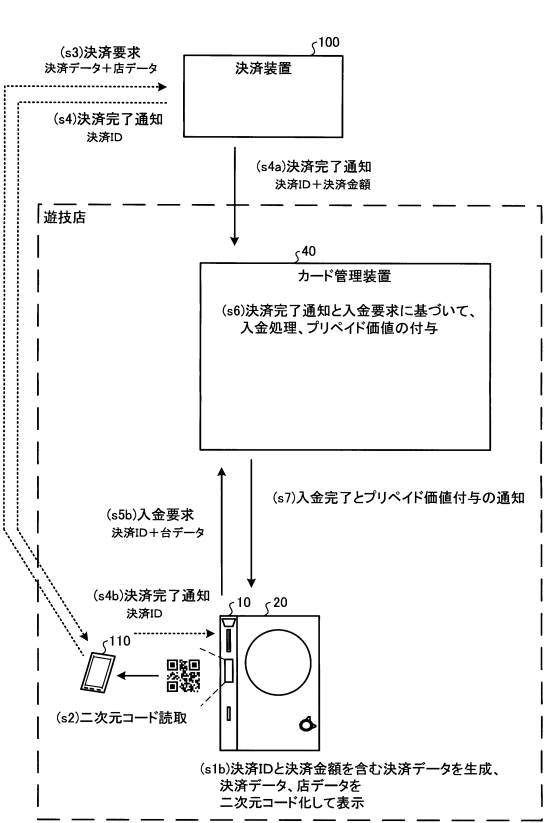 100
(s3)決済要求
決済データ＋店データ
決済装置
(s4)決済完了通知
決済ID
(s4a)決済完了通知
決済ID＋決済金額
遊技店
40
カード管理装置
(s6)決済完了通知と入金要求に基づいて、
入金処理、プリペイド価値の付与
(s7)入金完了とプリペイド価値付与の通知
(s5b)入金要求
決済ID＋台データ
(s4b)決済完了通知
決済ID
10
20
110
(s2)二次元コード読取
(s1b)決済IDと決済金額を含む決済データを生成、
決済データ、店データを
二次元コード化して表示